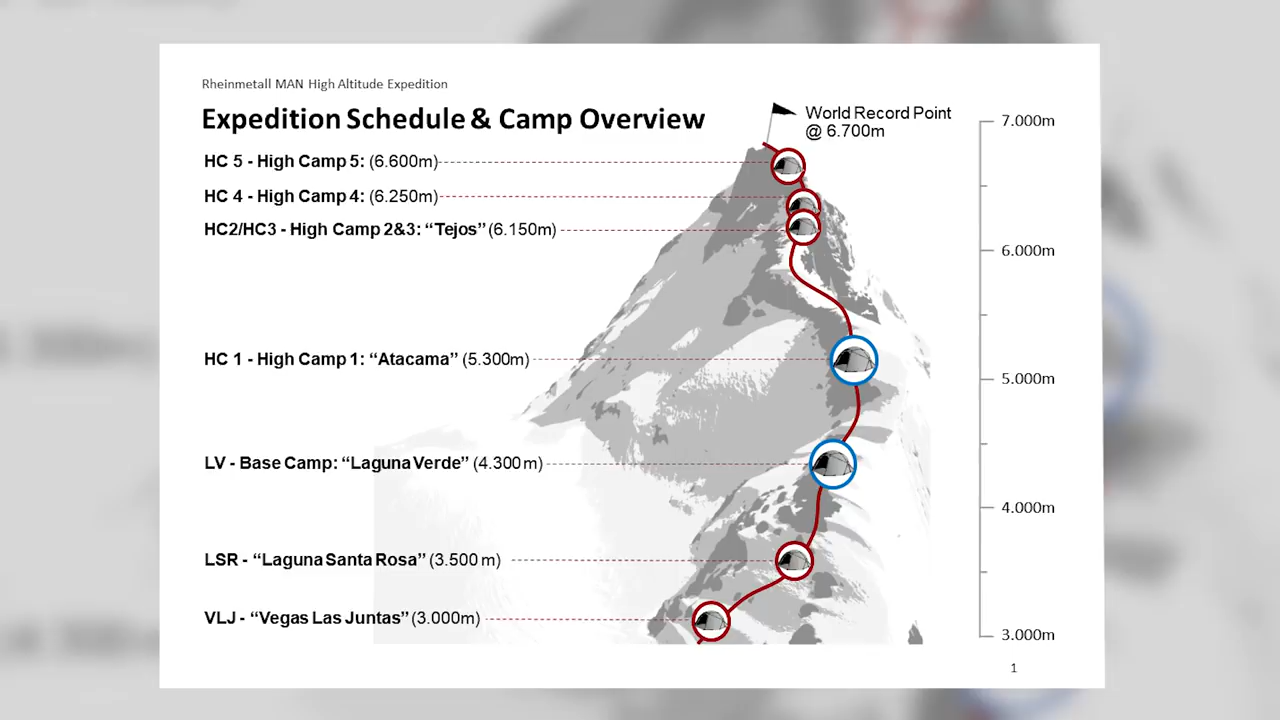 Rheinmetall MAN High Altitude Expedition
Expedition Schedule & Camp Overview
World Record Point
@ 6.700m
HC 5 - High Camp 5: (6.600m)
HC 4 - High Camp 4: (6.250m)
HC2/HC3 - High Camp 2&3: “Tejos” (6.150m)
HC 1 - High Camp 1: “Atacama” (5.300m)
LV - Base Camp: “Laguna Verde” (4.300m)
LSR - “Laguna Santa Rosa” (3.500 m)
VLJ - “Vegas Las Juntas” (3.000m)
7.000m
6.000m
5.000m
4.000m
3.000m
1